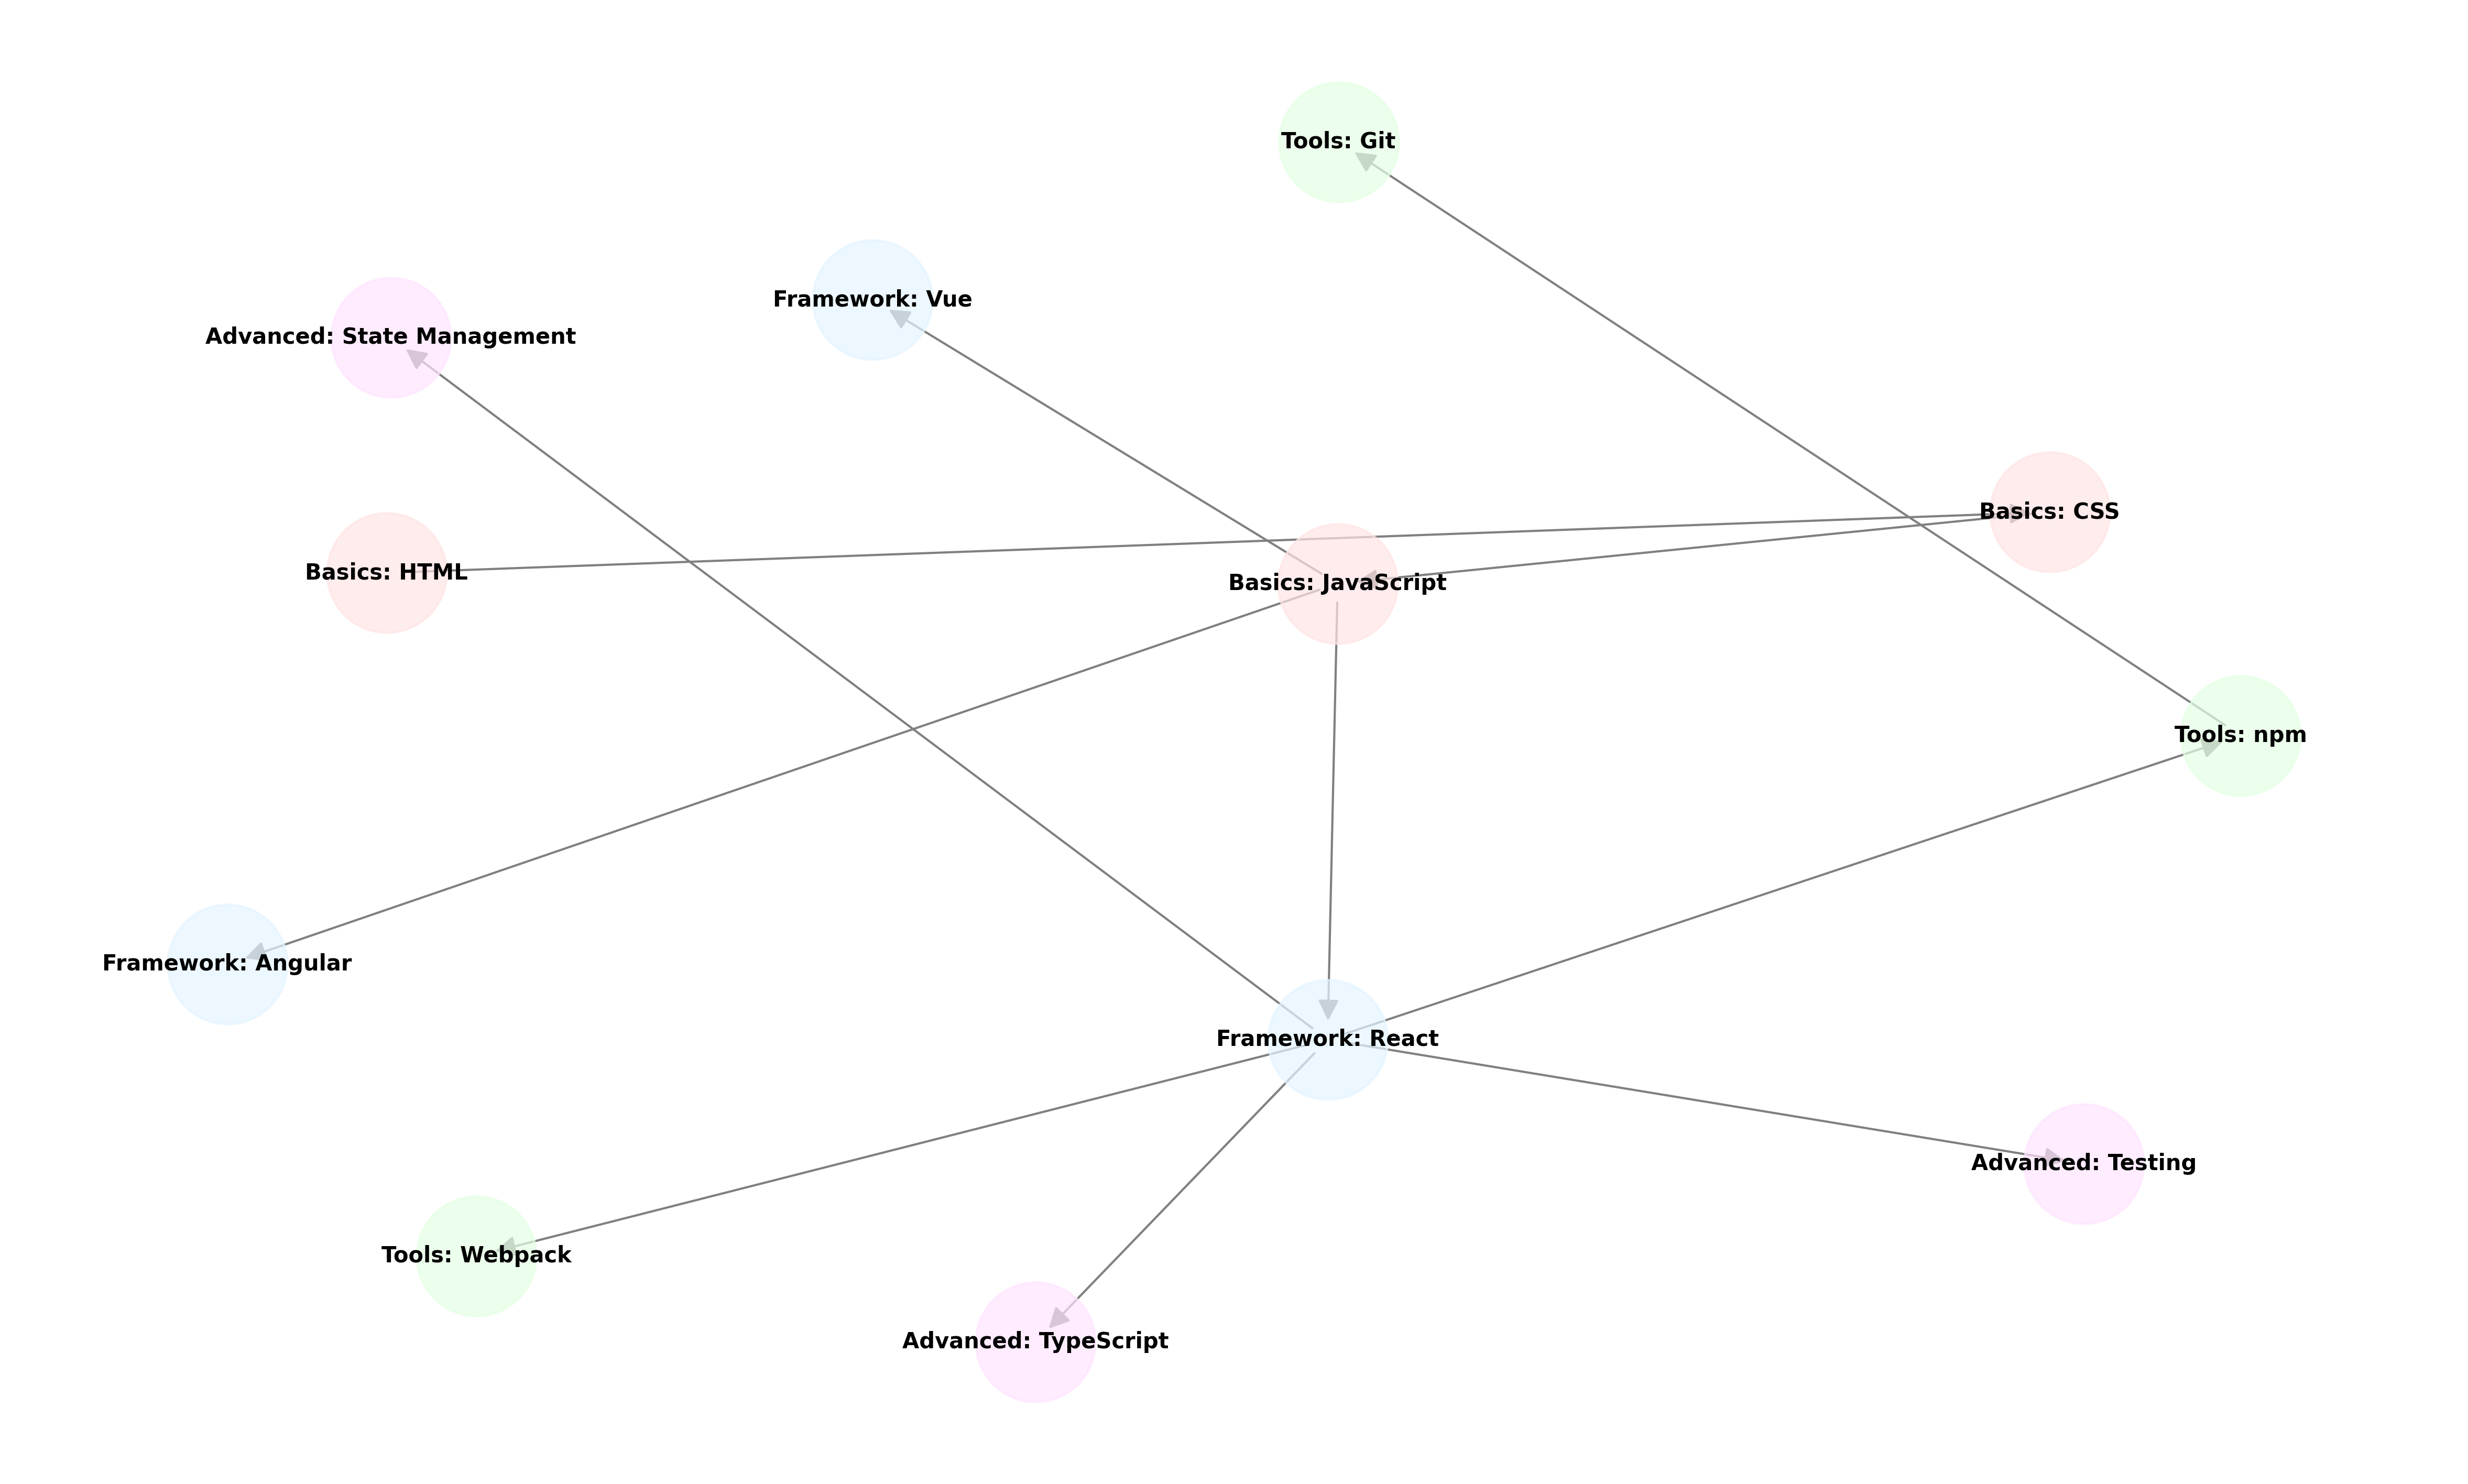 Tools: Git
Framework: Vue
Advanced: State Management
Basics: CSS
Basics: HTML
Basics: JavaScript
Tools: npm
Framework: Angular
Framework: React
Advanced: Testing
Tools: Webpack
Advanced: TypeScript